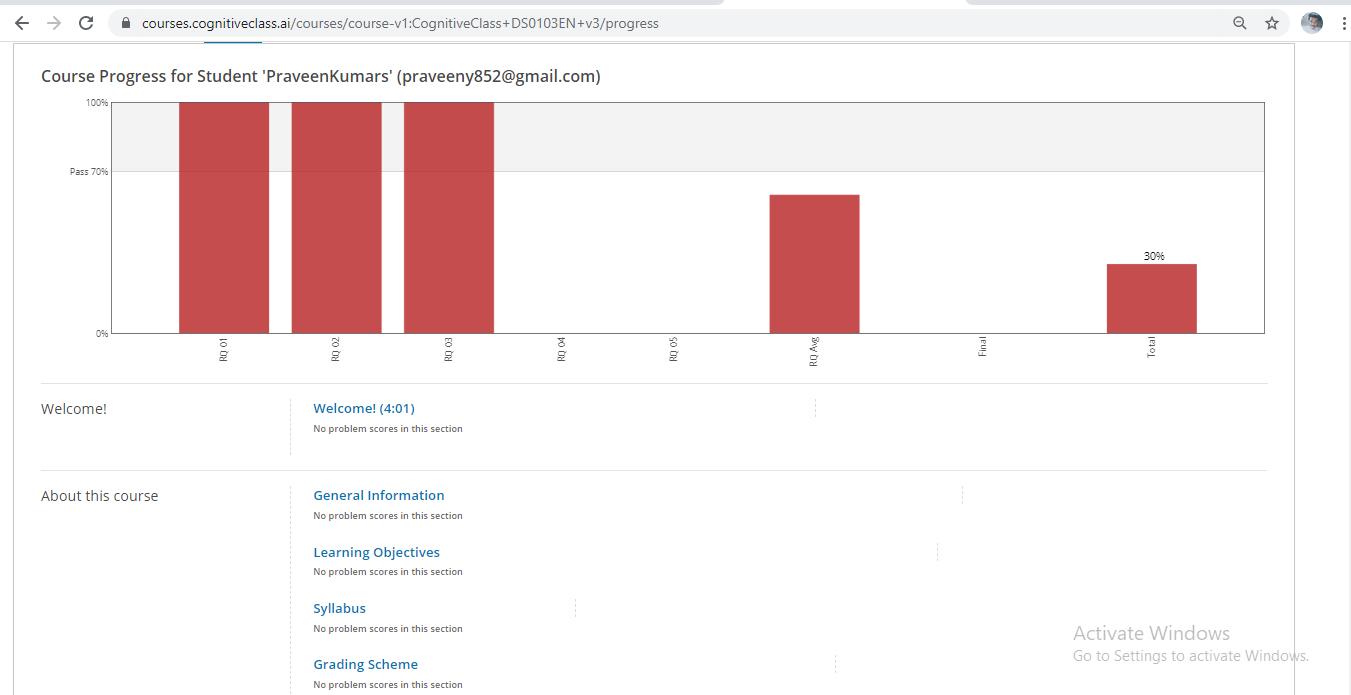 courses.cognitiveclass.ai/courses/course-v1:CognitiveClass+DS0103EN+v3/progress
Course Progress for Student 'PraveenKumars' (praveeny852@gmail.com)
100%
Pass 70%
0%
30%
RQ 01
RQ 02
RQ 03
RQ 04
RQ 05
RQ Avg
Final
Total
Welcome!
Welcome! (4:01)
No problem scores in this section
About this course
General Information
No problem scores in this section
Learning Objectives
No problem scores in this section
Syllabus
No problem scores in this section
Grading Scheme
No problem scores in this section
Activate Windows
Go to Settings to activate Windows.